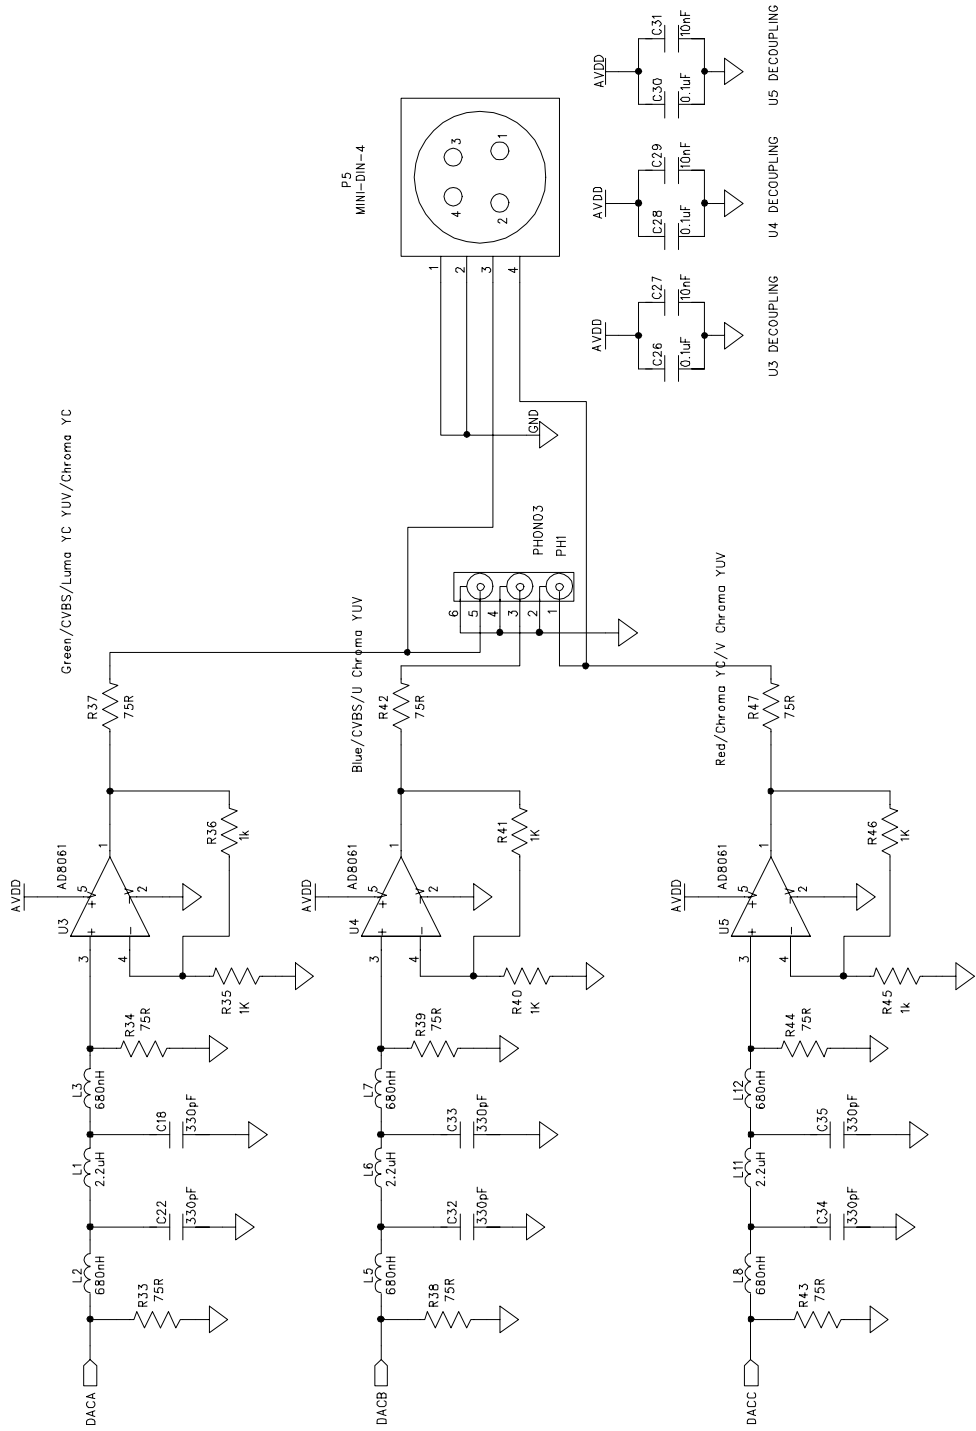 Green/CVBS/Luma YC YUV/Chroma YC
DACA
R33
75R
L2
680nH
C22
330pF
L1
2.2uH
C18
330pF
L3
680nH
R34
75R
3
4
U3
+
−
+
5
V
2
AVDD
AD8061
1
R35
1K
R36
1k
R37
75R
Blue/CVBS/U Chroma YUV
DACB
R38
75R
L5
680nH
C32
330pF
L6
2.2uH
C33
330pF
L7
680nH
R39
75R
3
4
U4
+
−
+
5
V
2
AVDD
AD8061
1
R40
1K
R41
1K
R42
75R
Red/Chroma YC/V Chroma YUV
DACC
R43
75R
L8
680nH
C34
330pF
L11
2.2uH
C35
330pF
L12
680nH
R44
75R
3
4
U5
+
−
+
5
V
2
AVDD
AD8061
1
R45
1k
R46
1K
R47
75R
6
5
4
3
2
1
PHONO3
PH1
GND
P5
MINI-DIN-4
1
2
3
4
4
3
2
1
AVDD
C26
0.1uF
C27
10nF
U3 DECOUPLING
AVDD
C28
0.1uF
C29
10nF
U4 DECOUPLING
AVDD
C30
0.1uF
C31
10nF
U5 DECOUPLING